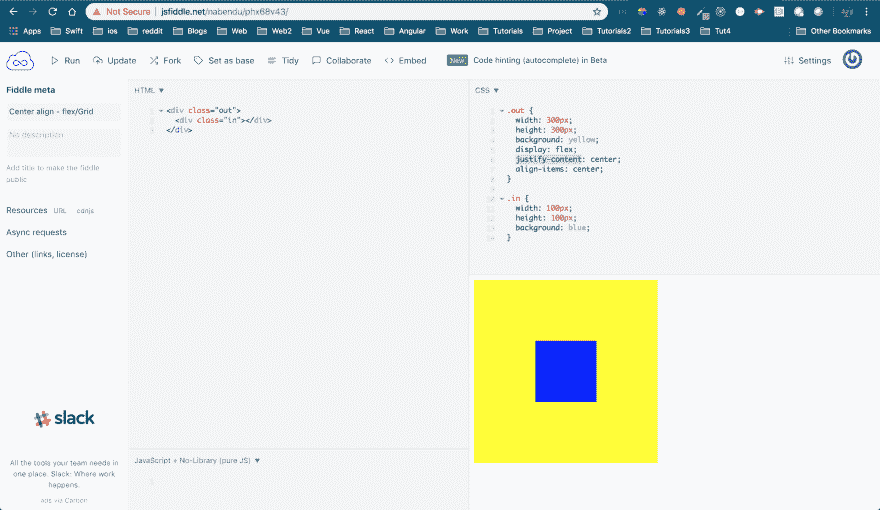 Not Secure | jsfiddle.net/nabendu/phx68v43/
Apps Swift ios reddit Blogs Web Web2 Vue React Angular Work Tutorials Project Tutorials2 Tutorials3 Tut4 Other Bookmarks
Run Update Fork Set as base Tidy Collaborate Embed New Code hinting (autocomplete) in Beta Settings
Fiddle meta
Center align - flex/Grid
No description
Add title to make the fiddle
public
Resources URL cdnjs
Async requests
Other (links, license)
slack
All the tools your team needs in
one place. Slack: Where work
happens.
ads via Carbon
HTML ▼
1 <div class="out">
2 <div class="in"></div>
3 </div>
JavaScript + No-Library (pure JS) ▼
1
CSS ▼
1 .out {
2 width: 300px;
3 height: 300px;
4 background: yellow;
5 display: flex;
6 justify-content: center;
7 align-items: center;
8 }
9
10 .in {
11 width: 100px;
12 height: 100px;
13 background: blue;
14 }